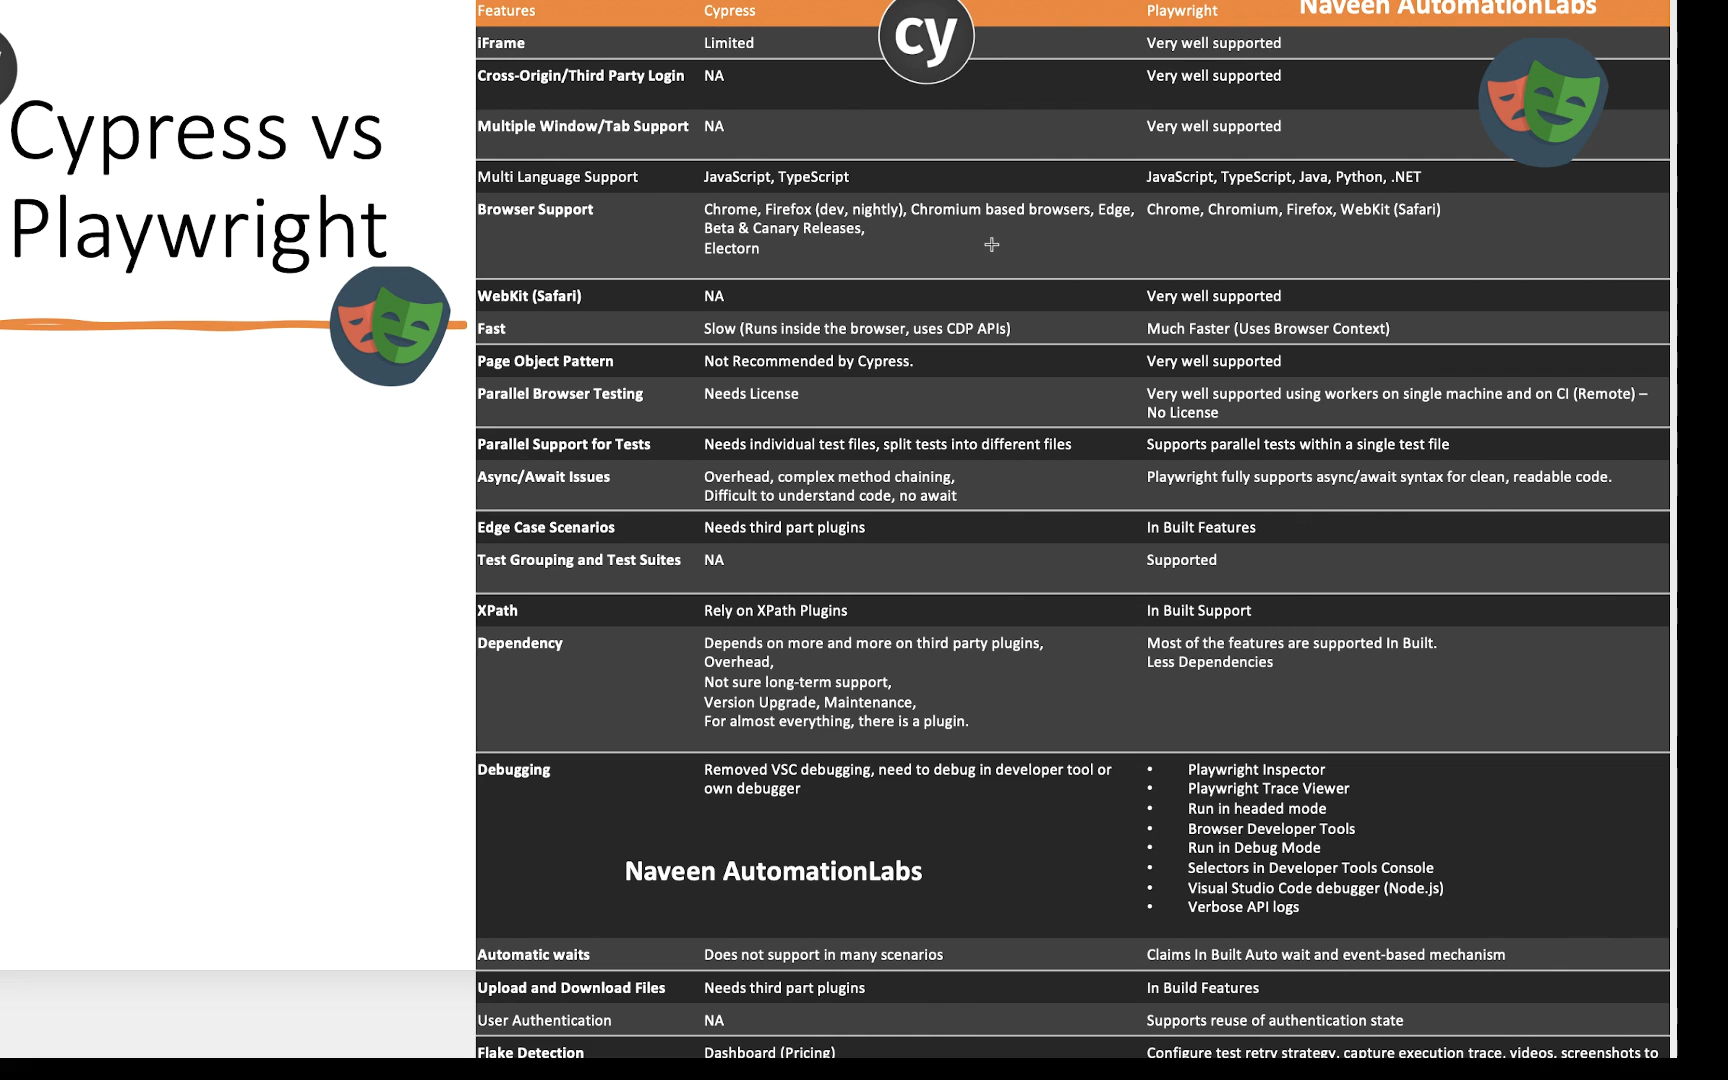 Cypress vs
Playwright
Features Cypress Playwright Naveen AutomationLabs
cy
iFrame Limited Very well supported
Cross-Origin/Third Party Login NA Very well supported
Multiple Window/Tab Support NA Very well supported
Multi Language Support JavaScript, TypeScript JavaScript, TypeScript, Java, Python, .NET
Browser Support Chrome, Firefox (dev, nightly), Chromium based browsers, Edge, Chrome, Chromium, Firefox, WebKit (Safari)
Beta & Canary Releases,
Electorn
WebKit (Safari) NA Very well supported
Fast Slow (Runs inside the browser, uses CDP APIs) Much Faster (Uses Browser Context)
Page Object Pattern Not Recommended by Cypress. Very well supported
Parallel Browser Testing Needs License Very well supported using workers on single machine and on CI (Remote) –
No License
Parallel Support for Tests Needs individual test files, split tests into different files Supports parallel tests within a single test file
Async/Await Issues Overhead, complex method chaining, Playwright fully supports async/await syntax for clean, readable code.
Difficult to understand code, no await
Edge Case Scenarios Needs third part plugins In Built Features
Test Grouping and Test Suites NA Supported
XPath Rely on XPath Plugins In Built Support
Dependency Depends on more and more on third party plugins, Most of the features are supported In Built.
Overhead, Less Dependencies
Not sure long-term support,
Version Upgrade, Maintenance,
For almost everything, there is a plugin.
Debugging Removed VSC debugging, need to debug in developer tool or • Playwright Inspector
own debugger • Playwright Trace Viewer
• Run in headed mode
• Browser Developer Tools
• Run in Debug Mode
Naveen AutomationLabs • Selectors in Developer Tools Console
• Visual Studio Code debugger (Node.js)
• Verbose API logs
Automatic waits Does not support in many scenarios Claims In Built Auto wait and event-based mechanism
Upload and Download Files Needs third part plugins In Build Features
User Authentication NA Supports reuse of authentication state
Flake Detection Dashboard (Pricing) Configure test retry strategy, capture execution trace, videos, screenshots to